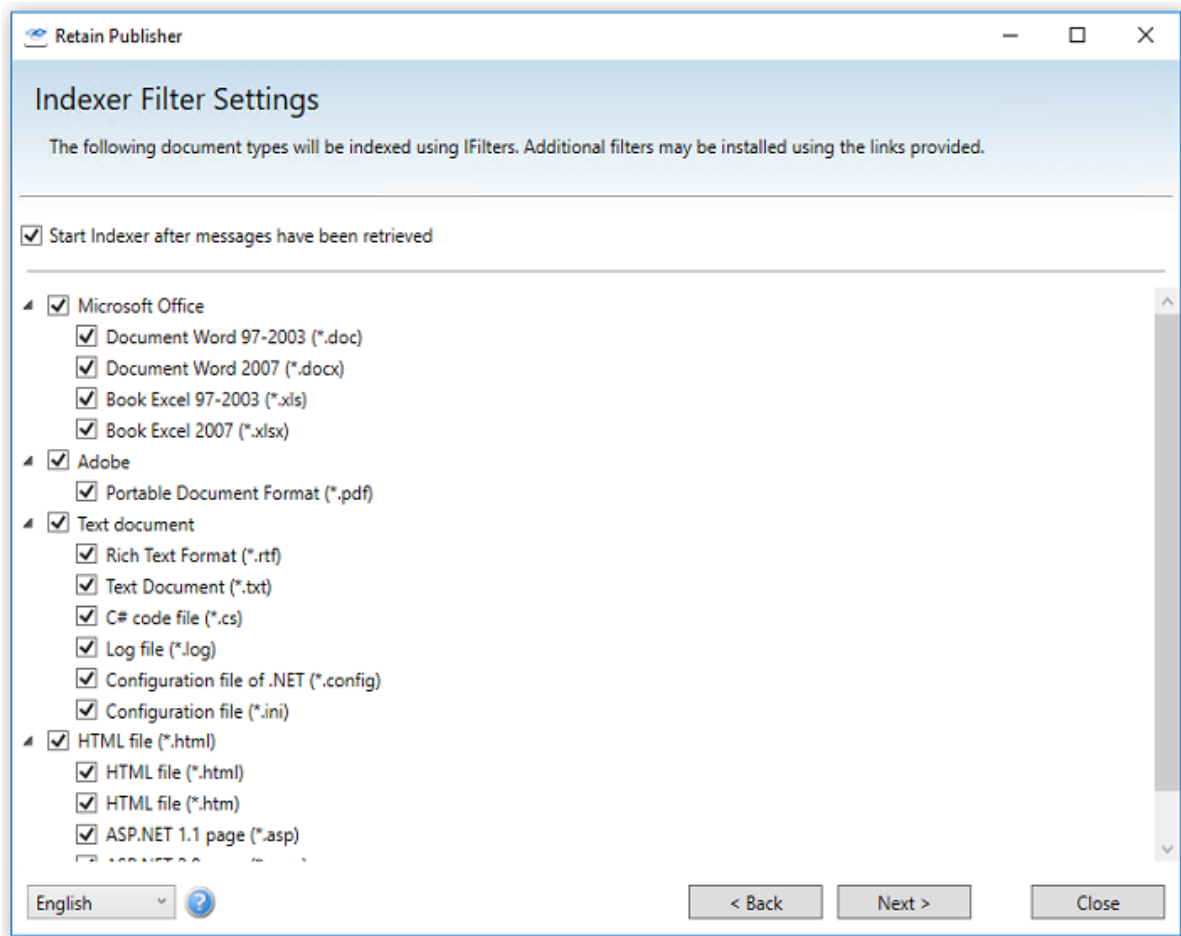 Retain Publisher
Indexer Filter Settings
The following document types will be indexed using IFilters. Additional filters may be installed using the links provided.
Start Indexer after messages have been retrieved
Microsoft Office
Document Word 97-2003 (*.doc)
Document Word 2007 (*.docx)
Book Excel 97-2003 (*.xls)
Book Excel 2007 (*.xlsx)
Adobe
Portable Document Format (*.pdf)
Text document
Rich Text Format (*.rtf)
Text Document (*.txt)
C# code file (*.cs)
Log file (*.log)
Configuration file of .NET (*.config)
Configuration file (*.ini)
HTML file (*.html)
HTML file (*.html)
HTML file (*.htm)
ASP.NET 1.1 page (*.asp)
English ? < Back Next > Close